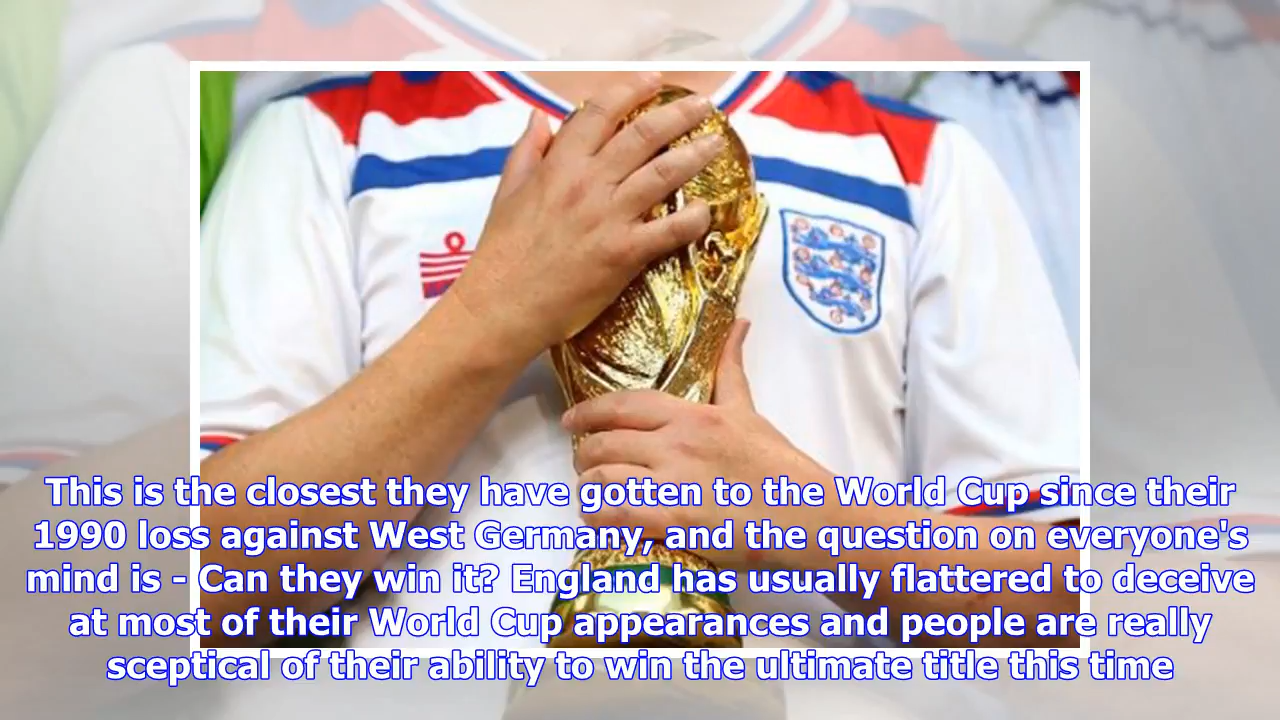 This is the closest they have gotten to the World Cup since their
1990 loss against West Germany, and the question on everyone's
mind is - Can they win it? England has usually flattered to deceive
at most of their World Cup appearances and people are really
sceptical of their ability to win the ultimate title this time